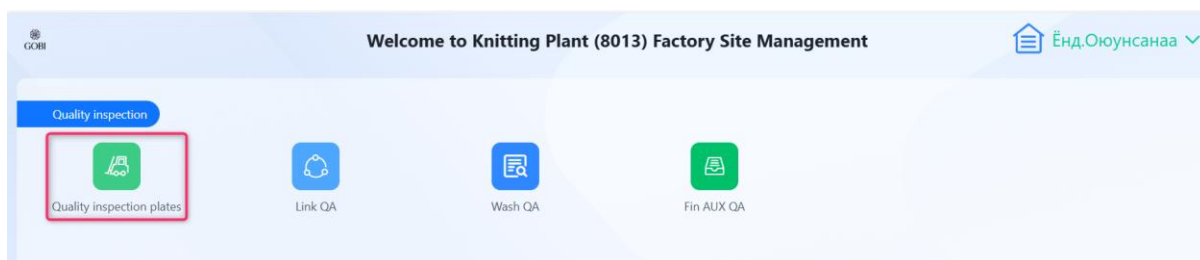 GOBI
Welcome to Knitting Plant (8013) Factory Site Management
Ёнд.Оюунсанаа
Quality inspection
Quality inspection plates
Link QA
Wash QA
Fin AUX QA